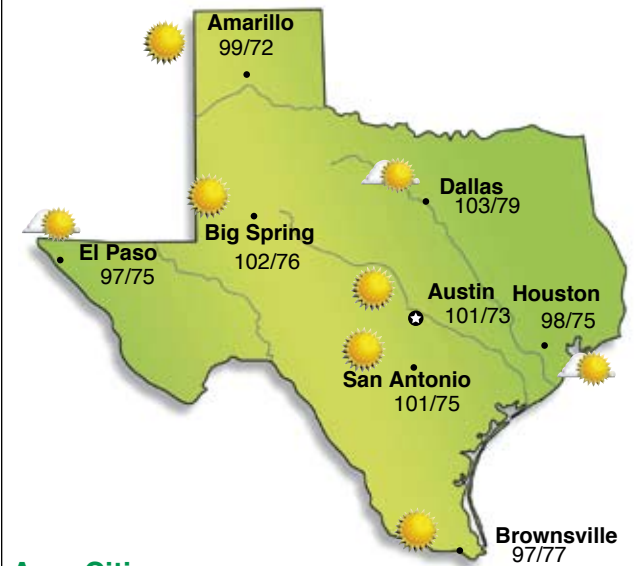 Amarillo
99/72
Dallas
103/79
Big Spring
102/76
El Paso
97/75
Austin
101/73
Houston
98/75
San Antonio
101/75
Brownsville
97/77